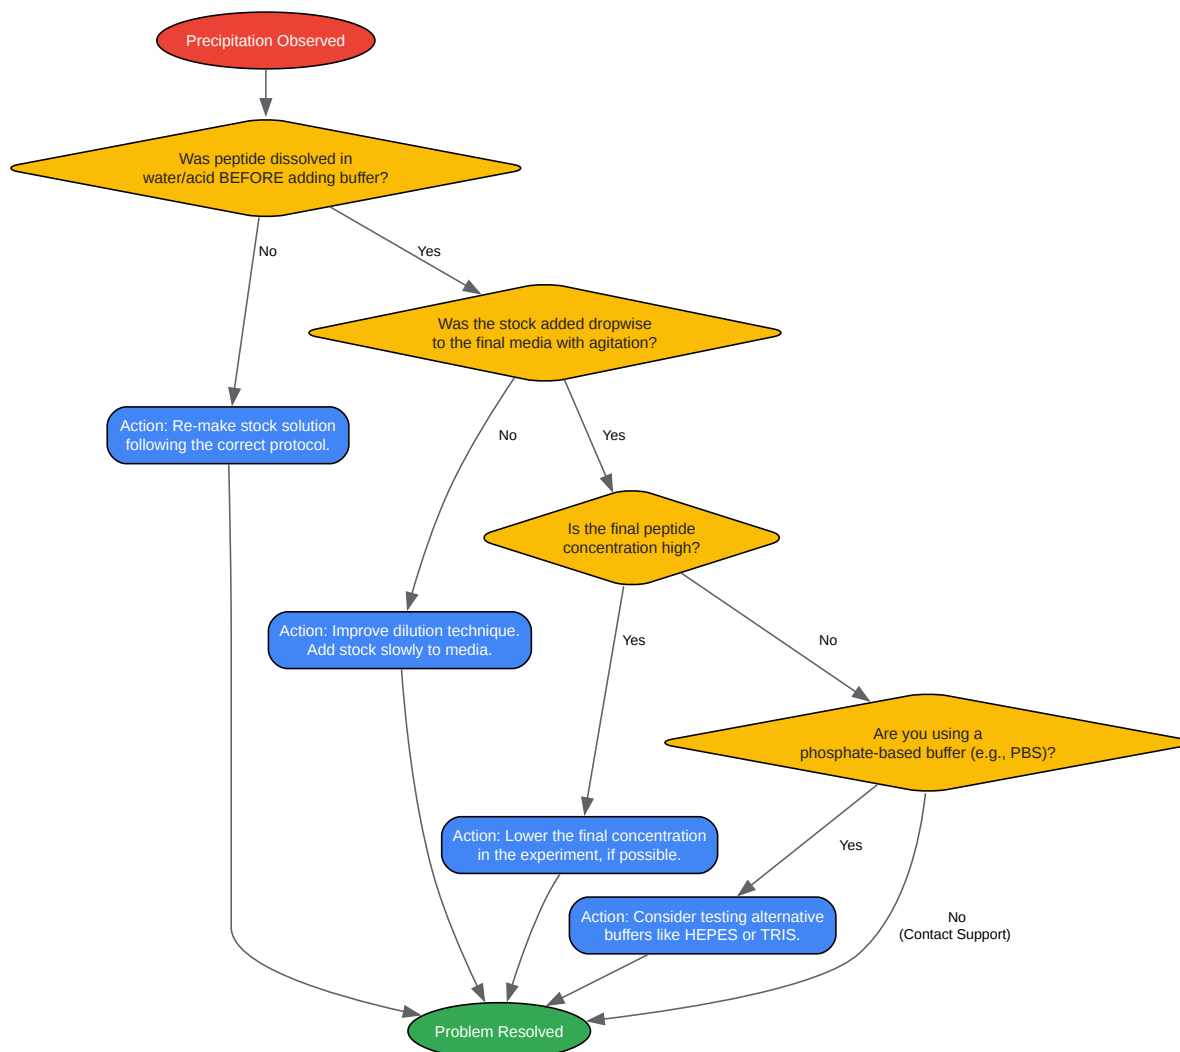 Precipitation Observed
Was peptide dissolved in
water/acid BEFORE adding buffer?
No
Yes
Was the stock added dropwise
to the final media with agitation?
Action: Re-make stock solution
following the correct protocol.
No
Yes
Is the final peptide
concentration high?
Action: Improve dilution technique.
Add stock slowly to media.
Yes
No
Are you using a
phosphate-based buffer (e.g., PBS)?
Action: Lower the final concentration
in the experiment, if possible.
Yes
Action: Consider testing alternative
buffers like HEPES or TRIS.
No
(Contact Support)
Problem Resolved